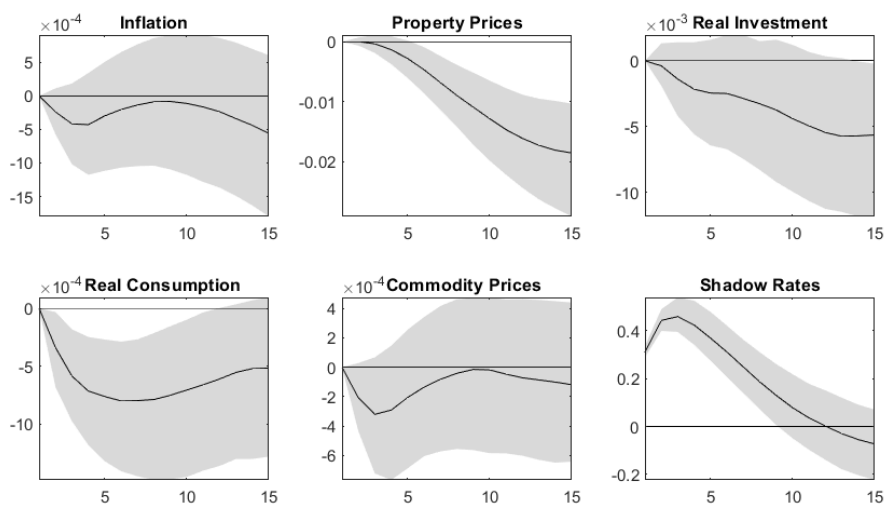 ×10⁻⁴ Inflation
5
0
-5
-10
-15
5 10 15
Property Prices
0
-0.01
-0.02
5 10 15
×10⁻³ Real Investment
0
-5
-10
5 10 15
×10⁻⁴ Real Consumption
0
-5
-10
5 10 15
×10⁻⁴ Commodity Prices
4
2
0
-2
-4
-6
5 10 15
Shadow Rates
0.4
0.2
0
-0.2
5 10 15